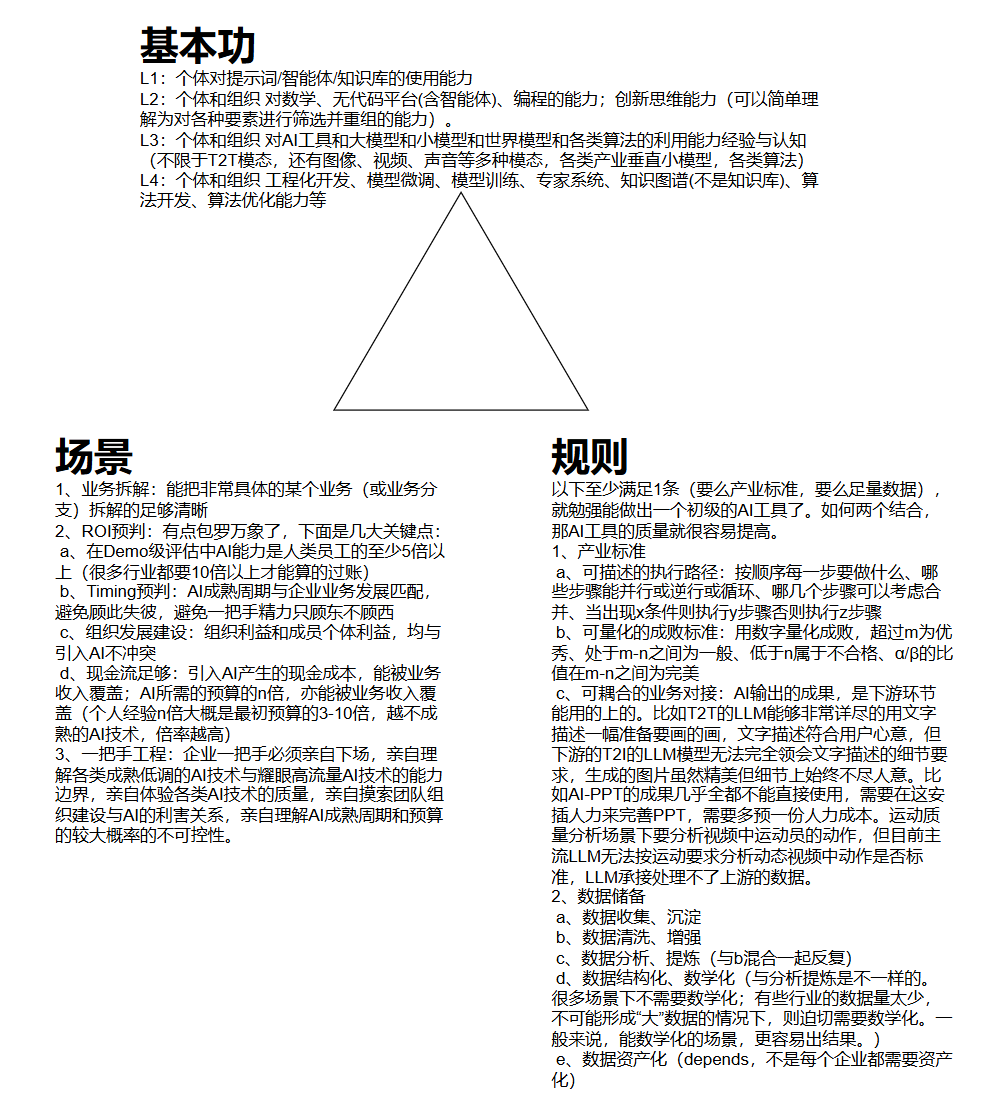 基本功
L1：个体对提示词/智能体/知识库的使用能力
L2：个体和组织 对数学、无代码平台(含智能体)、编程的能力；创新思维能力（可以简单理
解为对各种要素进行筛选并重组的能力）。
L3：个体和组织 对AI工具和大模型和小模型和世界模型和各类算法的利用能力经验与认知
（不限于T2T模态，还有图像、视频、声音等多种模态，各类产业垂直小模型，各类算法）
L4：个体和组织 工程化开发、模型微调、模型训练、专家系统、知识图谱(不是知识库)、算
法开发、算法优化能力等
场景
1、业务拆解：能把非常具体的某个业务（或业务分
支）拆解的足够清晰
2、ROI预判：有点包罗万象了，下面是几大关键点：
a、在Demo级评估中AI能力是人类员工的至少5倍以
上（很多行业都要10倍以上才能算的过账）
b、Timing预判：AI成熟周期与企业业务发展匹配，
避免顾此失彼，避免一把手精力只顾东不顾西
c、组织发展建设：组织利益和成员个体利益，均与
引入AI不冲突
d、现金流足够：引入AI产生的现金成本，能被业务
收入覆盖；AI所需的预算的n倍，亦能被业务收入覆
盖（个人经验n倍大概是最初预算的3-10倍，越不成
熟的AI技术，倍率越高）
3、一把手工程：企业一把手必须亲自下场，亲自理
解各类成熟低调的AI技术与耀眼高流量AI技术的能力
边界，亲自体验各类AI技术的质量，亲自摸索团队组
织建设与AI的利害关系，亲自理解AI成熟周期和预算
的较大概率的不可控性。
规则
以下至少满足1条（要么产业标准，要么足量数据），
就勉强能做出一个初级的AI工具了。如何两个结合，
那AI工具的质量就很容易提高。
1、产业标准
a、可描述的执行路径：按顺序每一步要做什么、哪
些步骤能并行或逆行或循环、哪几个步骤可以考虑合
并、当出现x条件则执行y步骤否则执行z步骤
b、可量化的成败标准：用数字量化成败，超过m为优
秀、处于m-n之间为一般、低于n属于不合格、α/β的比
值在m-n之间为完美
c、可耦合的业务对接：AI输出的成果，是下游环节
能用的上的。比如T2T的LLM能够非常详尽的用文字
描述一幅准备要画的画，文字描述符合用户心意，但
下游的T2I的LLM模型无法完全领会文字描述的细节要
求，生成的图片虽然精美但细节上始终不尽人意。比
如AI-PPT的成果几乎全都不能直接使用，需要在这安
插人力来完善PPT，需要多预一份人力成本。运动质
量分析场景下要分析视频中运动员的动作，但目前主
流LLM无法按运动要求分析动态视频中动作是否标
准，LLM承接处理不了上游的数据。
2、数据储备
a、数据收集、沉淀
b、数据清洗、增强
c、数据分析、提炼（与b混合一起反复）
d、数据结构化、数学化（与分析提炼是不一样的。
很多场景下不需要数学化；有些行业的数据量太少，
不可能形成“大”数据的情况下，则迫切需要数学化。一
般来说，能数学化的场景，更容易出结果。）
e、数据资产化（depends，不是每个企业都需要资产
化）